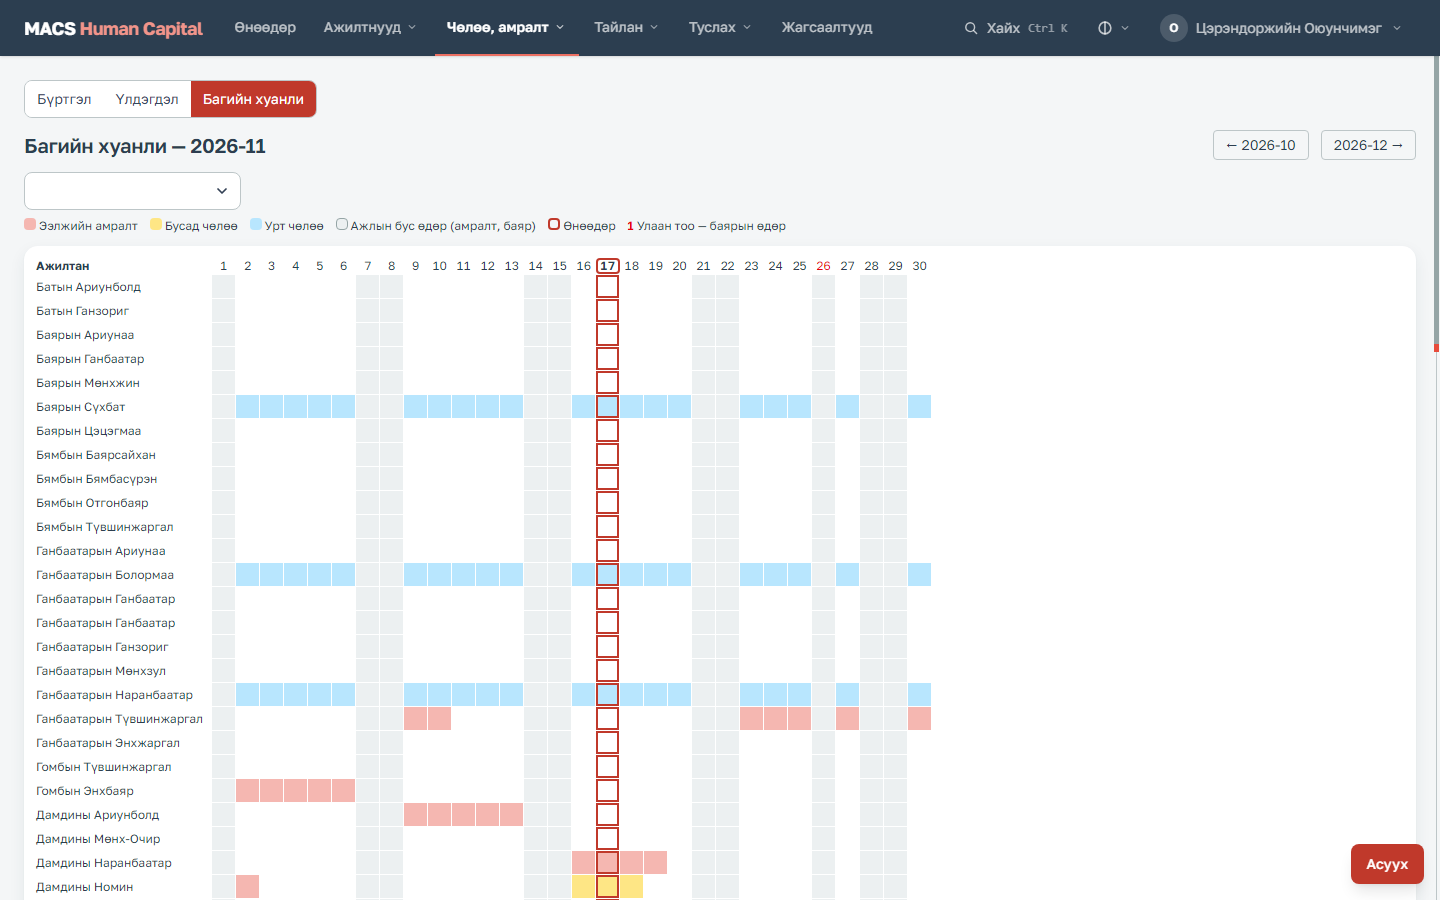 MACS Human Capital Өнөөдөр Ажилтнууд Чөлөө, амралт Тайлан Туслах Жагсаалтууд Хайх Ctrl K О Цэрэндоржийн Оюунчимэг
Бүртгэл Үлдэгдэл Багийн хуанли
Багийн хуанли — 2026-11 ← 2026-10 2026-12 →
Ээлжийн амралт Бусад чөлөө Урт чөлөө Ажлын бус өдөр (амралт, баяр) Өнөөдөр 1 Улаан тоо — баярын өдөр
Ажилтан 1 2 3 4 5 6 7 8 9 10 11 12 13 14 15 16 17 18 19 20 21 22 23 24 25 26 27 28 29 30
Батын Ариунболд
Батын Ганзориг
Баярын Ариунаа
Баярын Ганбаатар
Баярын Мөнхжин
Баярын Сүхбат
Баярын Цэцэгмаа
Бямбын Баярсайхан
Бямбын Бямбасүрэн
Бямбын Отгонбаяр
Бямбын Түвшинжаргал
Ганбаатарын Ариунаа
Ганбаатарын Болормаа
Ганбаатарын Ганбаатар
Ганбаатарын Ганбаатар
Ганбаатарын Ганзориг
Ганбаатарын Мөнхзул
Ганбаатарын Наранбаатар
Ганбаатарын Түвшинжаргал
Ганбаатарын Энхжаргал
Гомбын Түвшинжаргал
Гомбын Энхбаяр
Дамдины Ариунболд
Дамдины Мөнх-Очир
Дамдины Наранбаатар
Дамдины Номин
Асуух